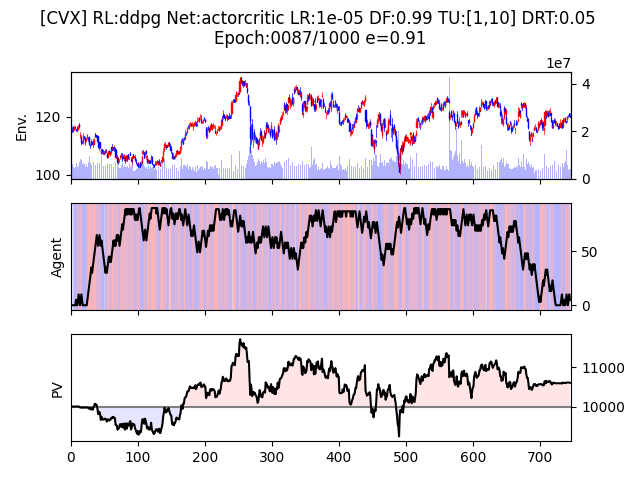 [CVX] RL:ddpg Net:actorcritic LR:1e-05 DF:0.99 TU:[1,10] DRT:0.05
Epoch:0087/1000 e=0.91
1e7
Env.
120
100
4
2
0
Agent
50
0
PV
11000
10000
0 100 200 300 400 500 600 700